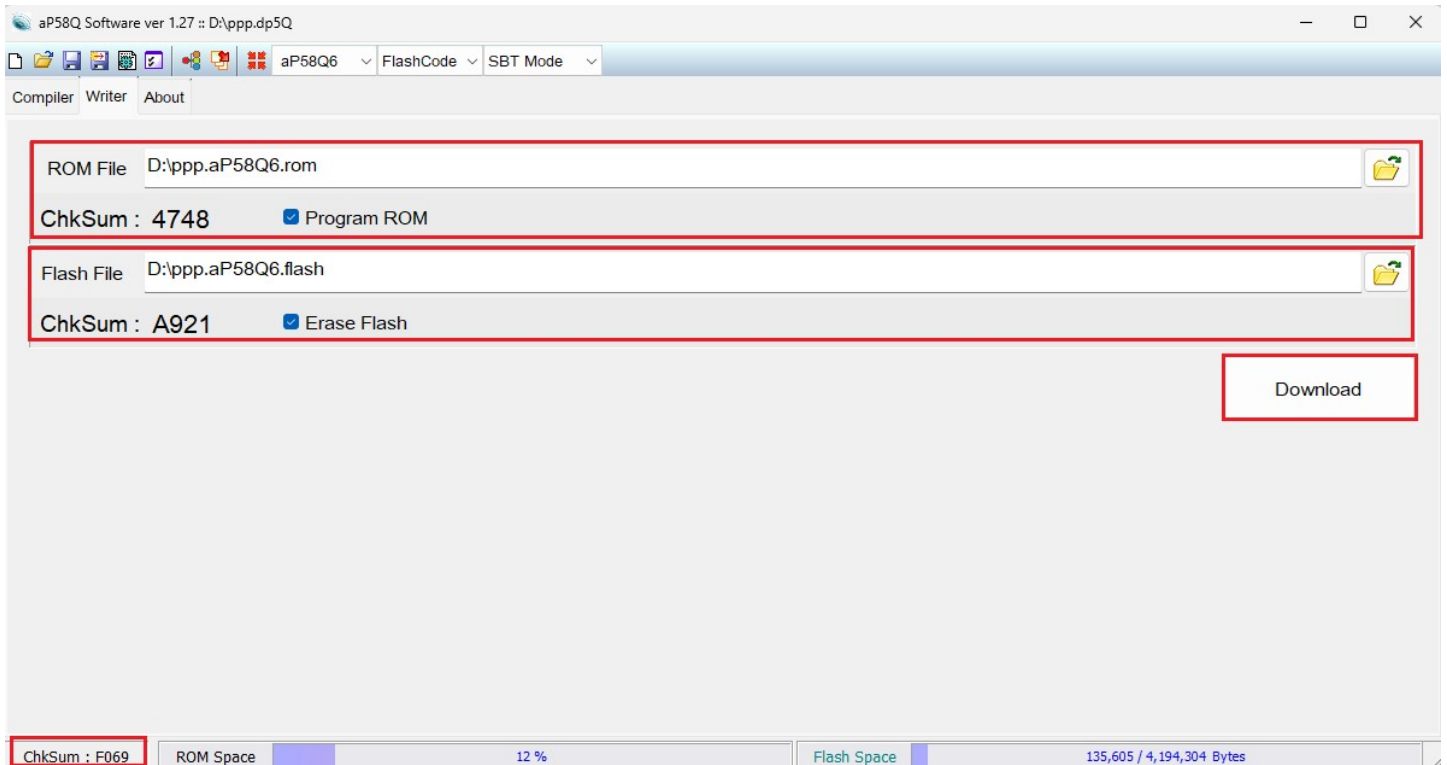 aP58Q Software ver 1.27 :: D:\ppp.dp5Q
aP58Q6 FlashCode SBT Mode
Compiler Writer About
ROM File D:\ppp.aP58Q6.rom
ChkSum : 4748 Program ROM
Flash File D:\ppp.aP58Q6.flash
ChkSum : A921 Erase Flash
Download
ChkSum : F069 ROM Space 12 % Flash Space 135,605 / 4,194,304 Bytes